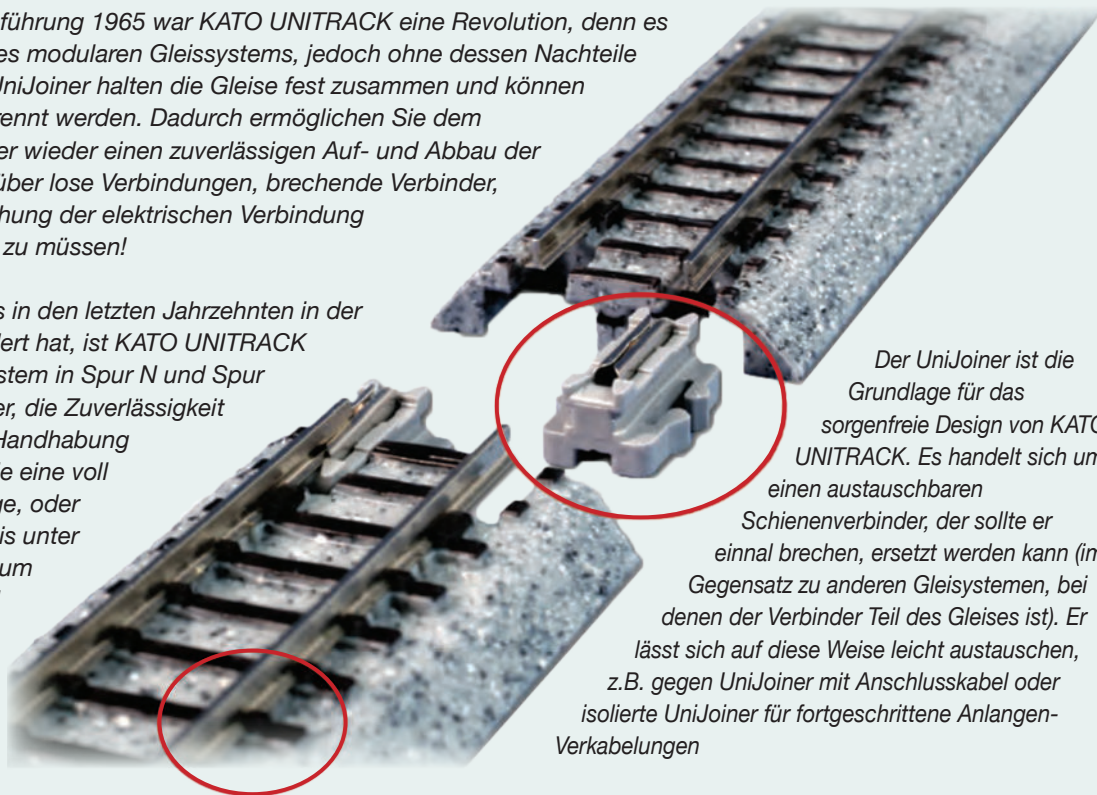 führung 1965 war KATO UNITRACK eine Revolution, denn es
es modularen Gleissystems, jedoch ohne dessen Nachteile
UniJoiner halten die Gleise fest zusammen und können
rennt werden. Dadurch ermöglichen Sie dem
er wieder einen zuverlässigen Auf- und Abbau der
über lose Verbindungen, brechende Verbinder,
hung der elektrischen Verbindung
zu müssen!
s in den letzten Jahrzehnten in der
ert hat, ist KATO UNITRACK
stem in Spur N und Spur
er, die Zuverlässigkeit
Handhabung
e eine voll
ge, oder
is unter
um
Der UniJoiner ist die
Grundlage für das
sorgenfreie Design von KATO
UNITRACK. Es handelt sich um
einen austauschbaren
Schienenverbinder, der sollte er
einnal brechen, ersetzt werden kann (im
Gegensatz zu anderen Gleisystemen, bei
denen der Verbinder Teil des Gleises ist). Er
lässt sich auf diese Weise leicht austauschen,
z.B. gegen UniJoiner mit Anschlusskabel oder
isolierte UniJoiner für fortgeschrittene Anlangen-
Verkabelungen